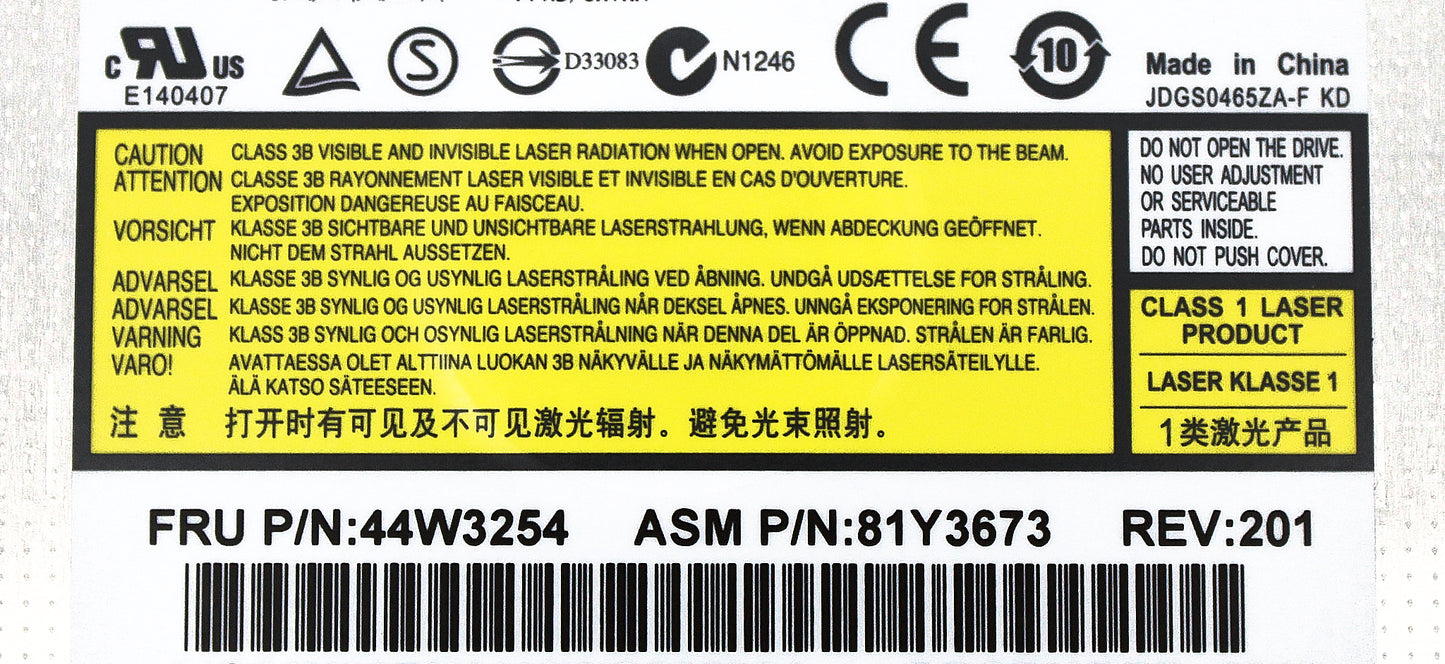 c RU US
E140407
S
D33083
N1246
CE
10
Made in China
JDGS0465ZA-F KD
CAUTION CLASS 3B VISIBLE AND INVISIBLE LASER RADIATION WHEN OPEN. AVOID EXPOSURE TO THE BEAM.
ATTENTION CLASSE 3B RAYONNEMENT LASER VISIBLE ET INVISIBLE EN CAS D'OUVERTURE.
EXPOSITION DANGEREUSE AU FAISCEAU.
VORSICHT KLASSE 3B SICHTBARE UND UNSICHTBARE LASERSTRAHLUNG, WENN ABDECKUNG GEÖFFNET.
NICHT DEM STRAHL AUSSETZEN.
ADVARSEL KLASSE 3B SYNLIG OG USYNLIG LASERSTRÅLING VED ÅBNING. UNDGÅ UDSÆTTELSE FOR STRÅLING.
ADVARSEL KLASSE 3B SYNLIG OG USYNLIG LASERSTRÅLING NÅR DEKSEL ÅPNES. UNNGÅ EKSPONERING FOR STRÅLEN.
VARNING KLASS 3B SYNLIG OCH OSYNLIG LASERSTRÅLNING NÄR DENNA DEL ÄR ÖPPNAD. STRÅLEN ÄR FARLIG.
VARO! AVATTAESSA OLET ALTTIINA LUOKAN 3B NÄKYVÄLLE JA NÄKYMÄTTÖMÄLLE LASERSÄTEILYLLE.
ÄLÄ KATSO SÄTEESEEN.
注 意 打开时有可见及不可见激光辐射。避免光束照射。
DO NOT OPEN THE DRIVE.
NO USER ADJUSTMENT
OR SERVICEABLE
PARTS INSIDE.
DO NOT PUSH COVER.
CLASS 1 LASER
PRODUCT
LASER KLASSE 1
1类激光产品
FRU P/N:44W3254 ASM P/N:81Y3673 REV:201